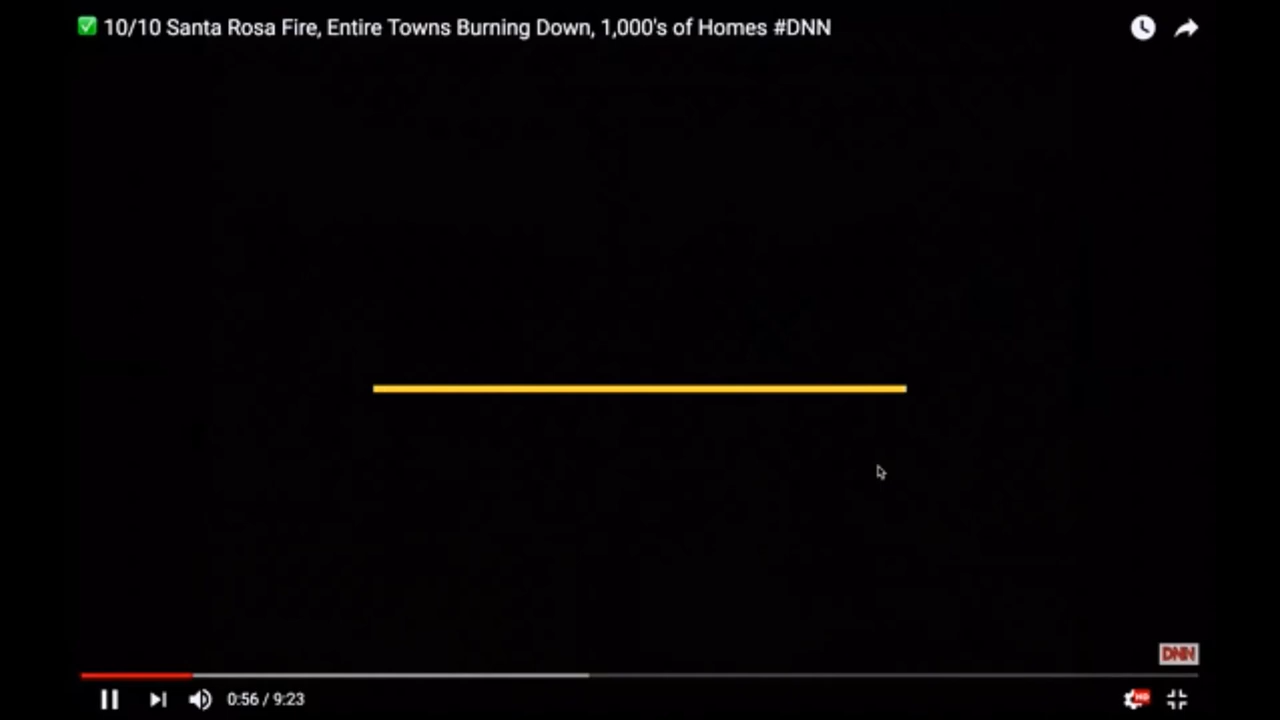 ✅ 10/10 Santa Rosa Fire, Entire Towns Burning Down, 1,000's of Homes #DNN
DNN
0:56 / 9:23
HD